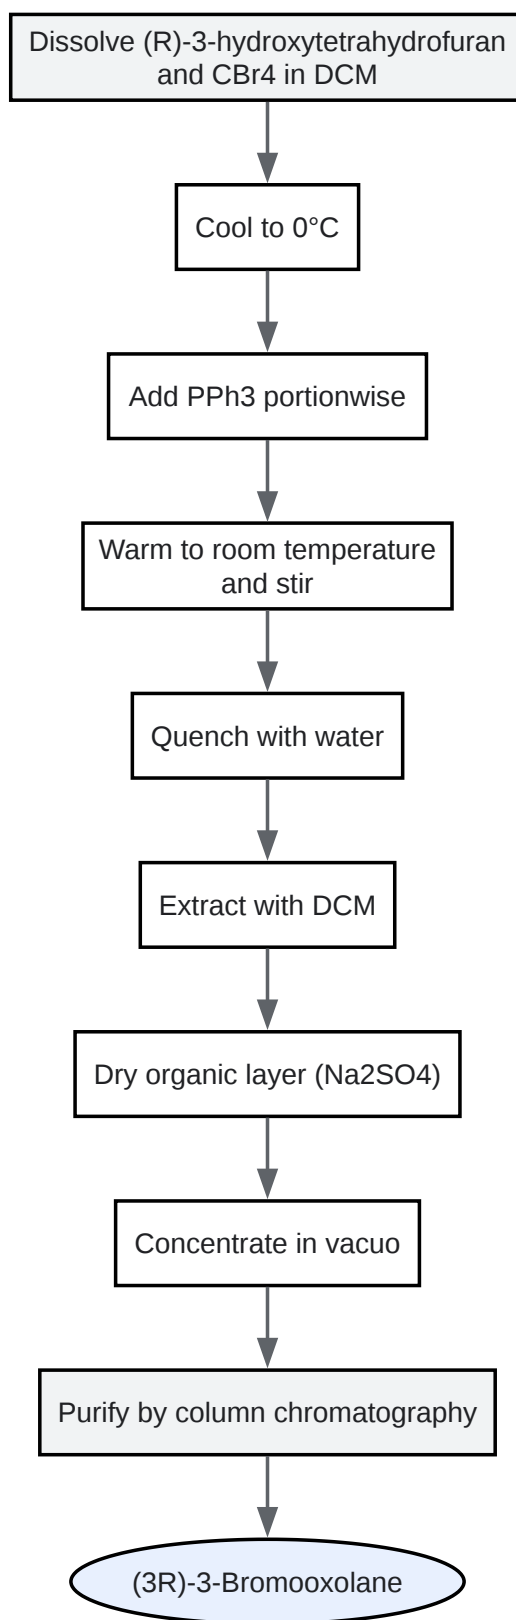 Dissolve (R)-3-hydroxytetrahydrofuran
and CBr4 in DCM
Cool to 0°C
Add PPh3 portionwise
Warm to room temperature
and stir
Quench with water
Extract with DCM
Dry organic layer (Na2SO4)
Concentrate in vacuo
Purify by column chromatography
(3R)-3-Bromooxolane